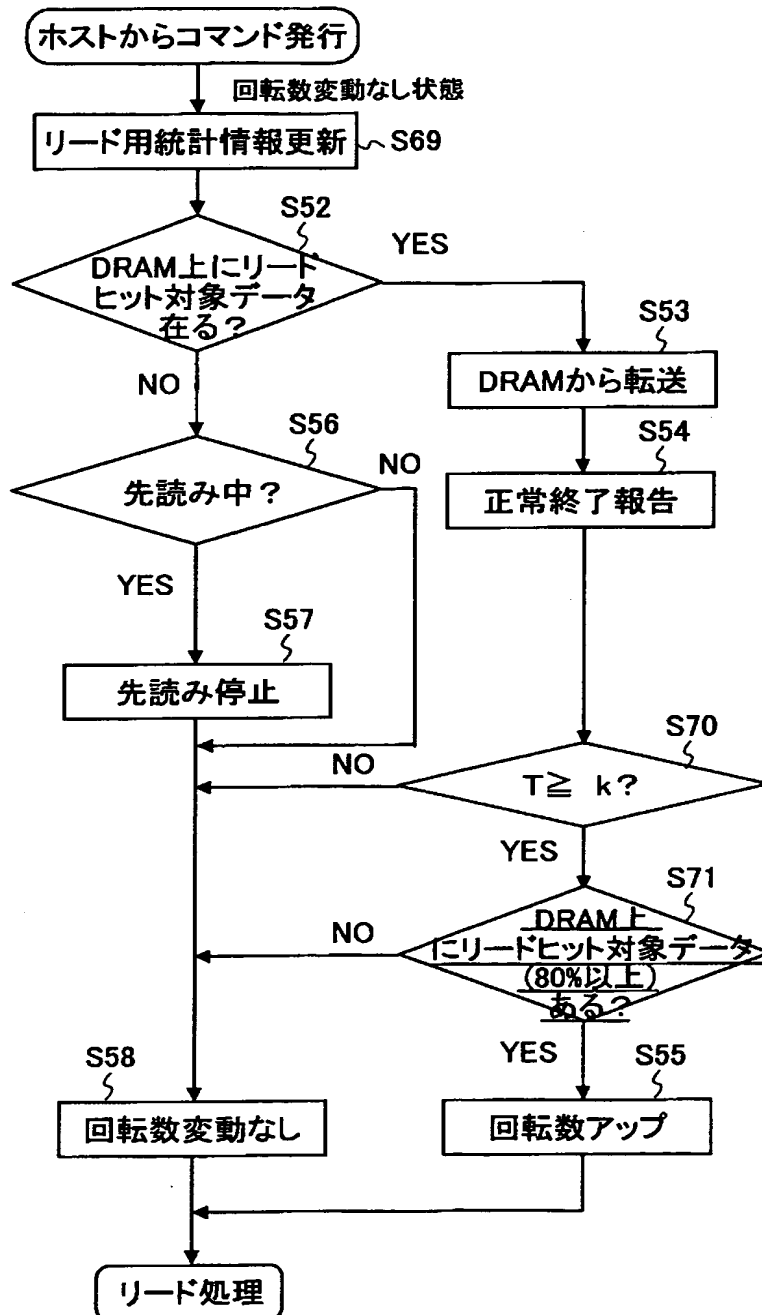 ホストからコマンド発行
回転数変動なし状態
リード用統計情報更新
S69
S52
DRAM上にリード
ヒット対象データ
在る?
YES
NO
S53
DRAMから転送
S54
正常終了報告
S56
先読み中?
NO
YES
S57
先読み停止
S70
T≧ k?
NO
YES
S71
DRAM上
にリードヒット対象データ
(80%以上)
ある?
NO
YES
S58
回転数変動なし
S55
回転数アップ
リード処理